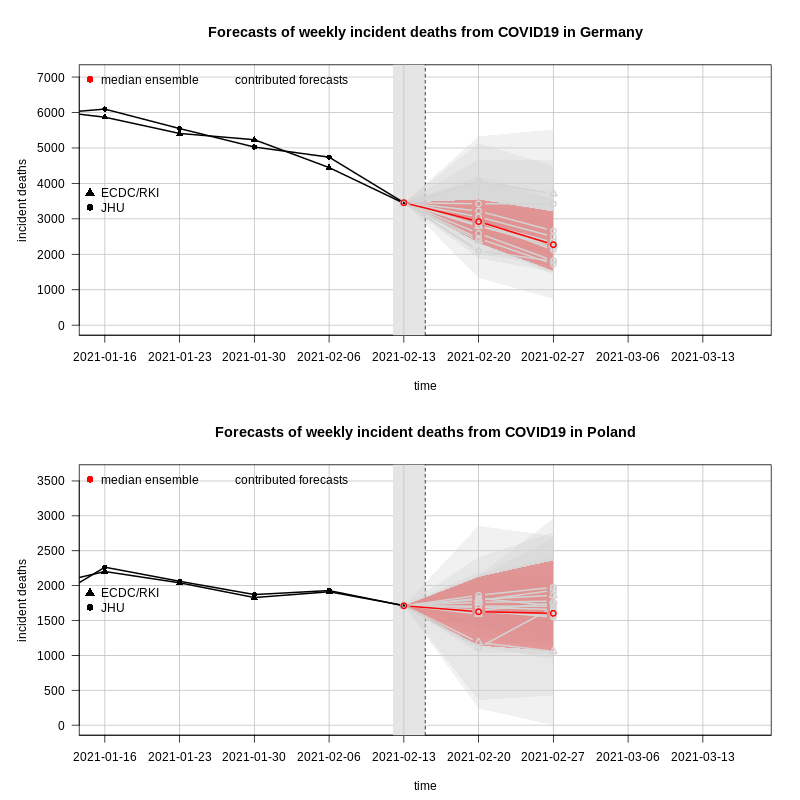 Forecasts of weekly incident deaths from COVID19 in Germany
7000
median ensemble contributed forecasts
6000
5000
4000
ECDC/RKI
JHU
3000
2000
1000
0
incident deaths
2021-01-16 2021-01-23 2021-01-30 2021-02-06 2021-02-13 2021-02-20 2021-02-27 2021-03-06 2021-03-13
time
Forecasts of weekly incident deaths from COVID19 in Poland
3500
median ensemble contributed forecasts
3000
2500
2000
ECDC/RKI
JHU
1500
1000
500
0
incident deaths
2021-01-16 2021-01-23 2021-01-30 2021-02-06 2021-02-13 2021-02-20 2021-02-27 2021-03-06 2021-03-13
time